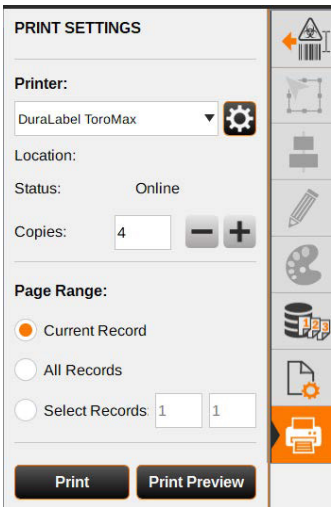 PRINT SETTINGS
Printer:
DuraLabel ToroMax
Location:
Status: Online
Copies: 4
Page Range:
Current Record
All Records
Select Records: 1 1
123
Print Print Preview